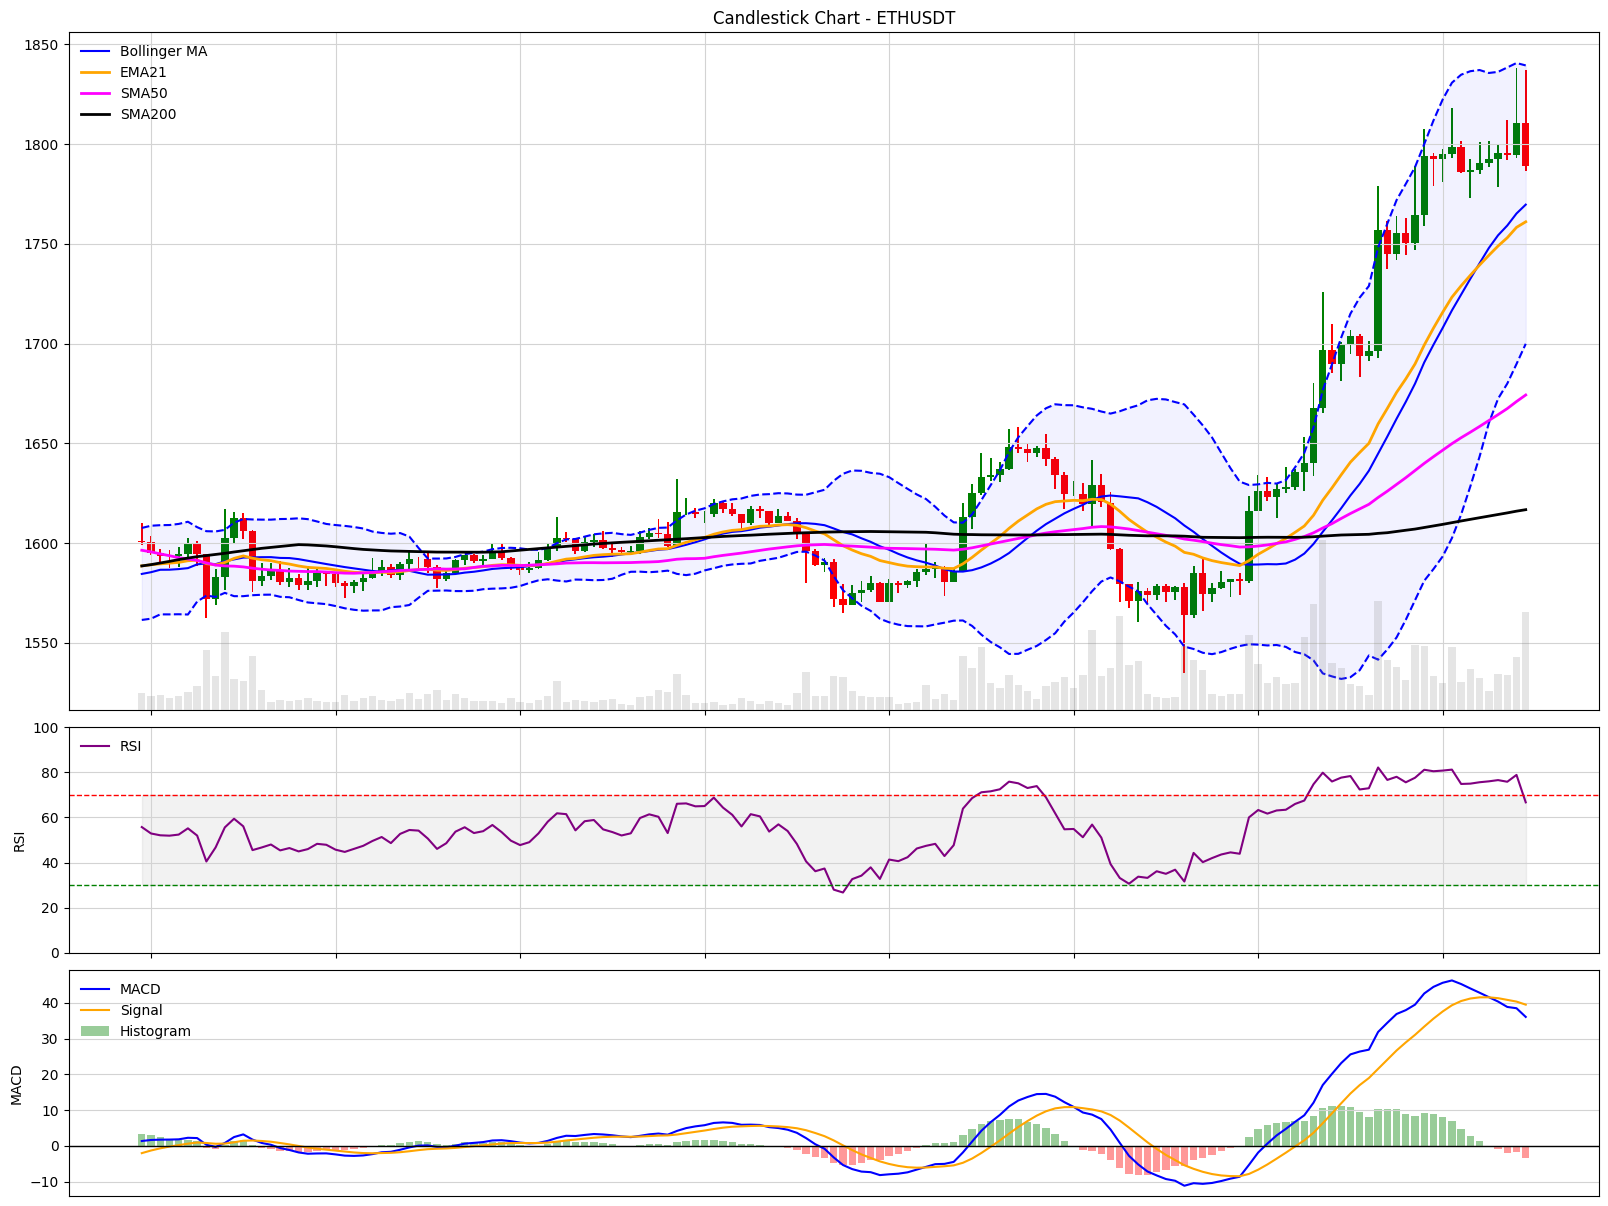 Candlestick Chart - ETHUSDT
1850
1800
1750
1700
1650
1600
1550
Bollinger MA
EMA21
SMA50
SMA200
100
80
60
40
20
0
RSI
RSI
40
30
20
10
0
−10
MACD
MACD
Signal
Histogram